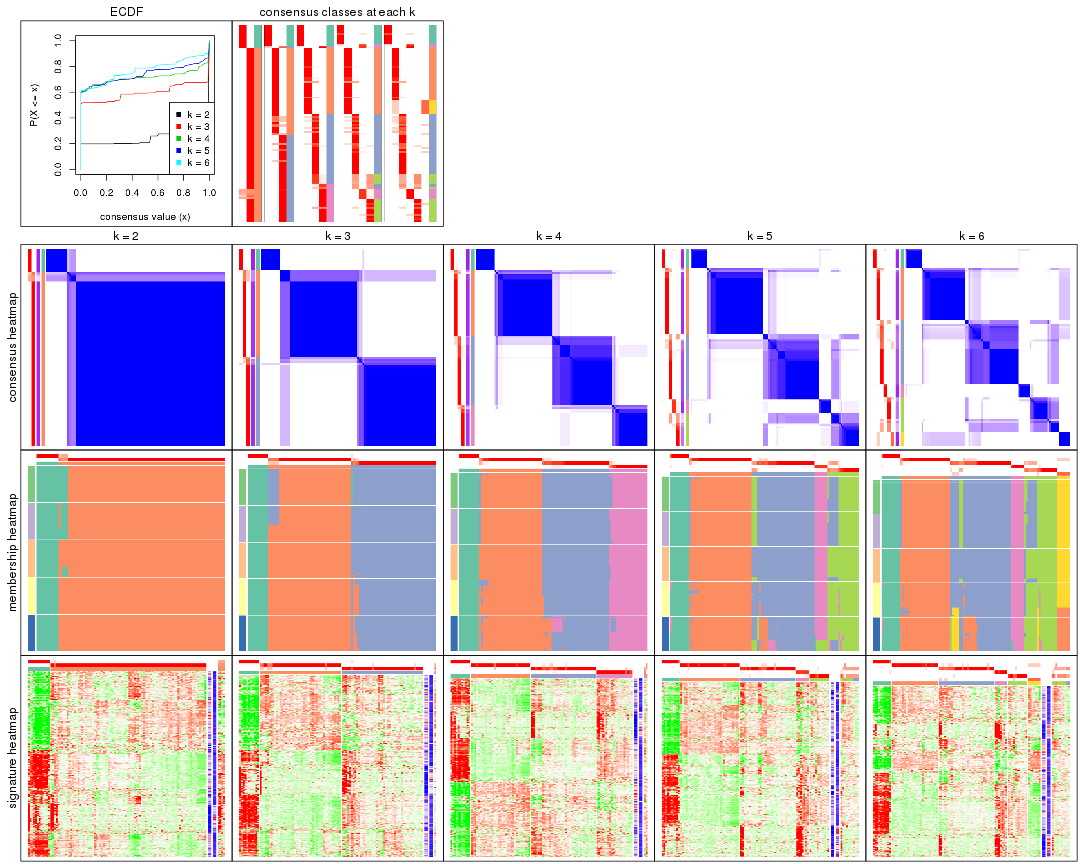 ECDF
consensus classes at each k
P(X <= x)
0.0 0.2 0.4 0.6 0.8 1.0
k = 2
k = 3
k = 4
k = 5
k = 6
0.0 0.2 0.4 0.6 0.8 1.0
consensus value (x)
k = 2 k = 3 k = 4 k = 5 k = 6
consensus heatmap
membership heatmap
signature heatmap